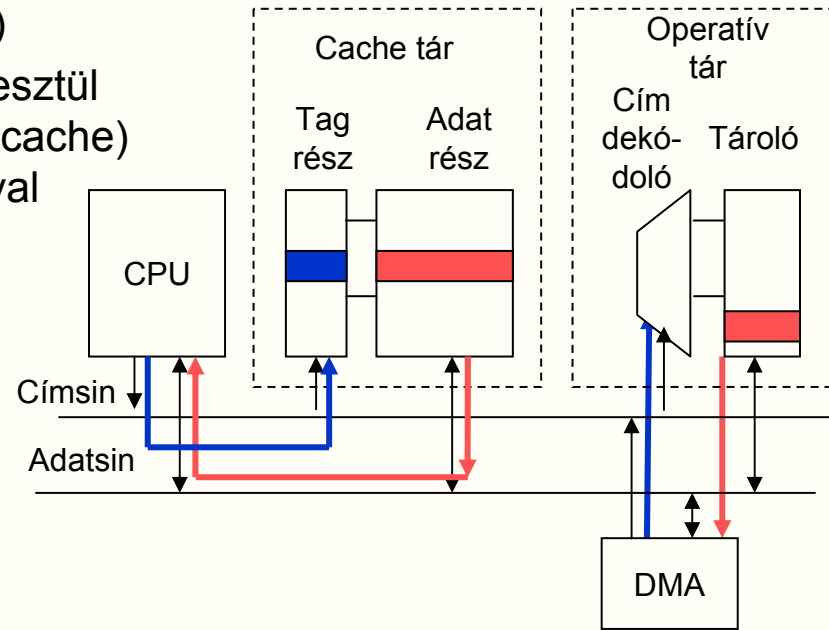 )
esztül
cache)
val
Cache tár
Tag
rész
Adat
rész
Operatív
tár
Cím
dekó-
doló
Tároló
CPU
Címsin
Adatsin
DMA